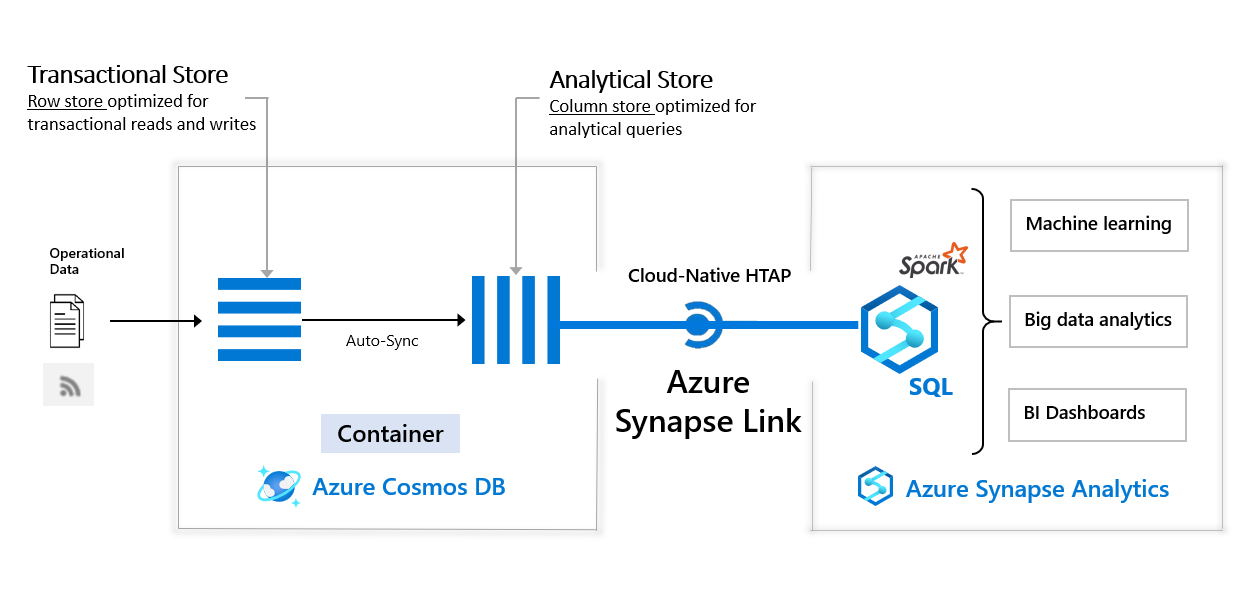 Transactional Store
Row store optimized for
transactional reads and writes
Analytical Store
Column store optimized for
analytical queries
Operational
Data
Auto-Sync
Container
Azure Cosmos DB
Cloud-Native HTAP
Azure
Synapse Link
APACHE
Spark™
SQL
Machine learning
Big data analytics
BI Dashboards
Azure Synapse Analytics